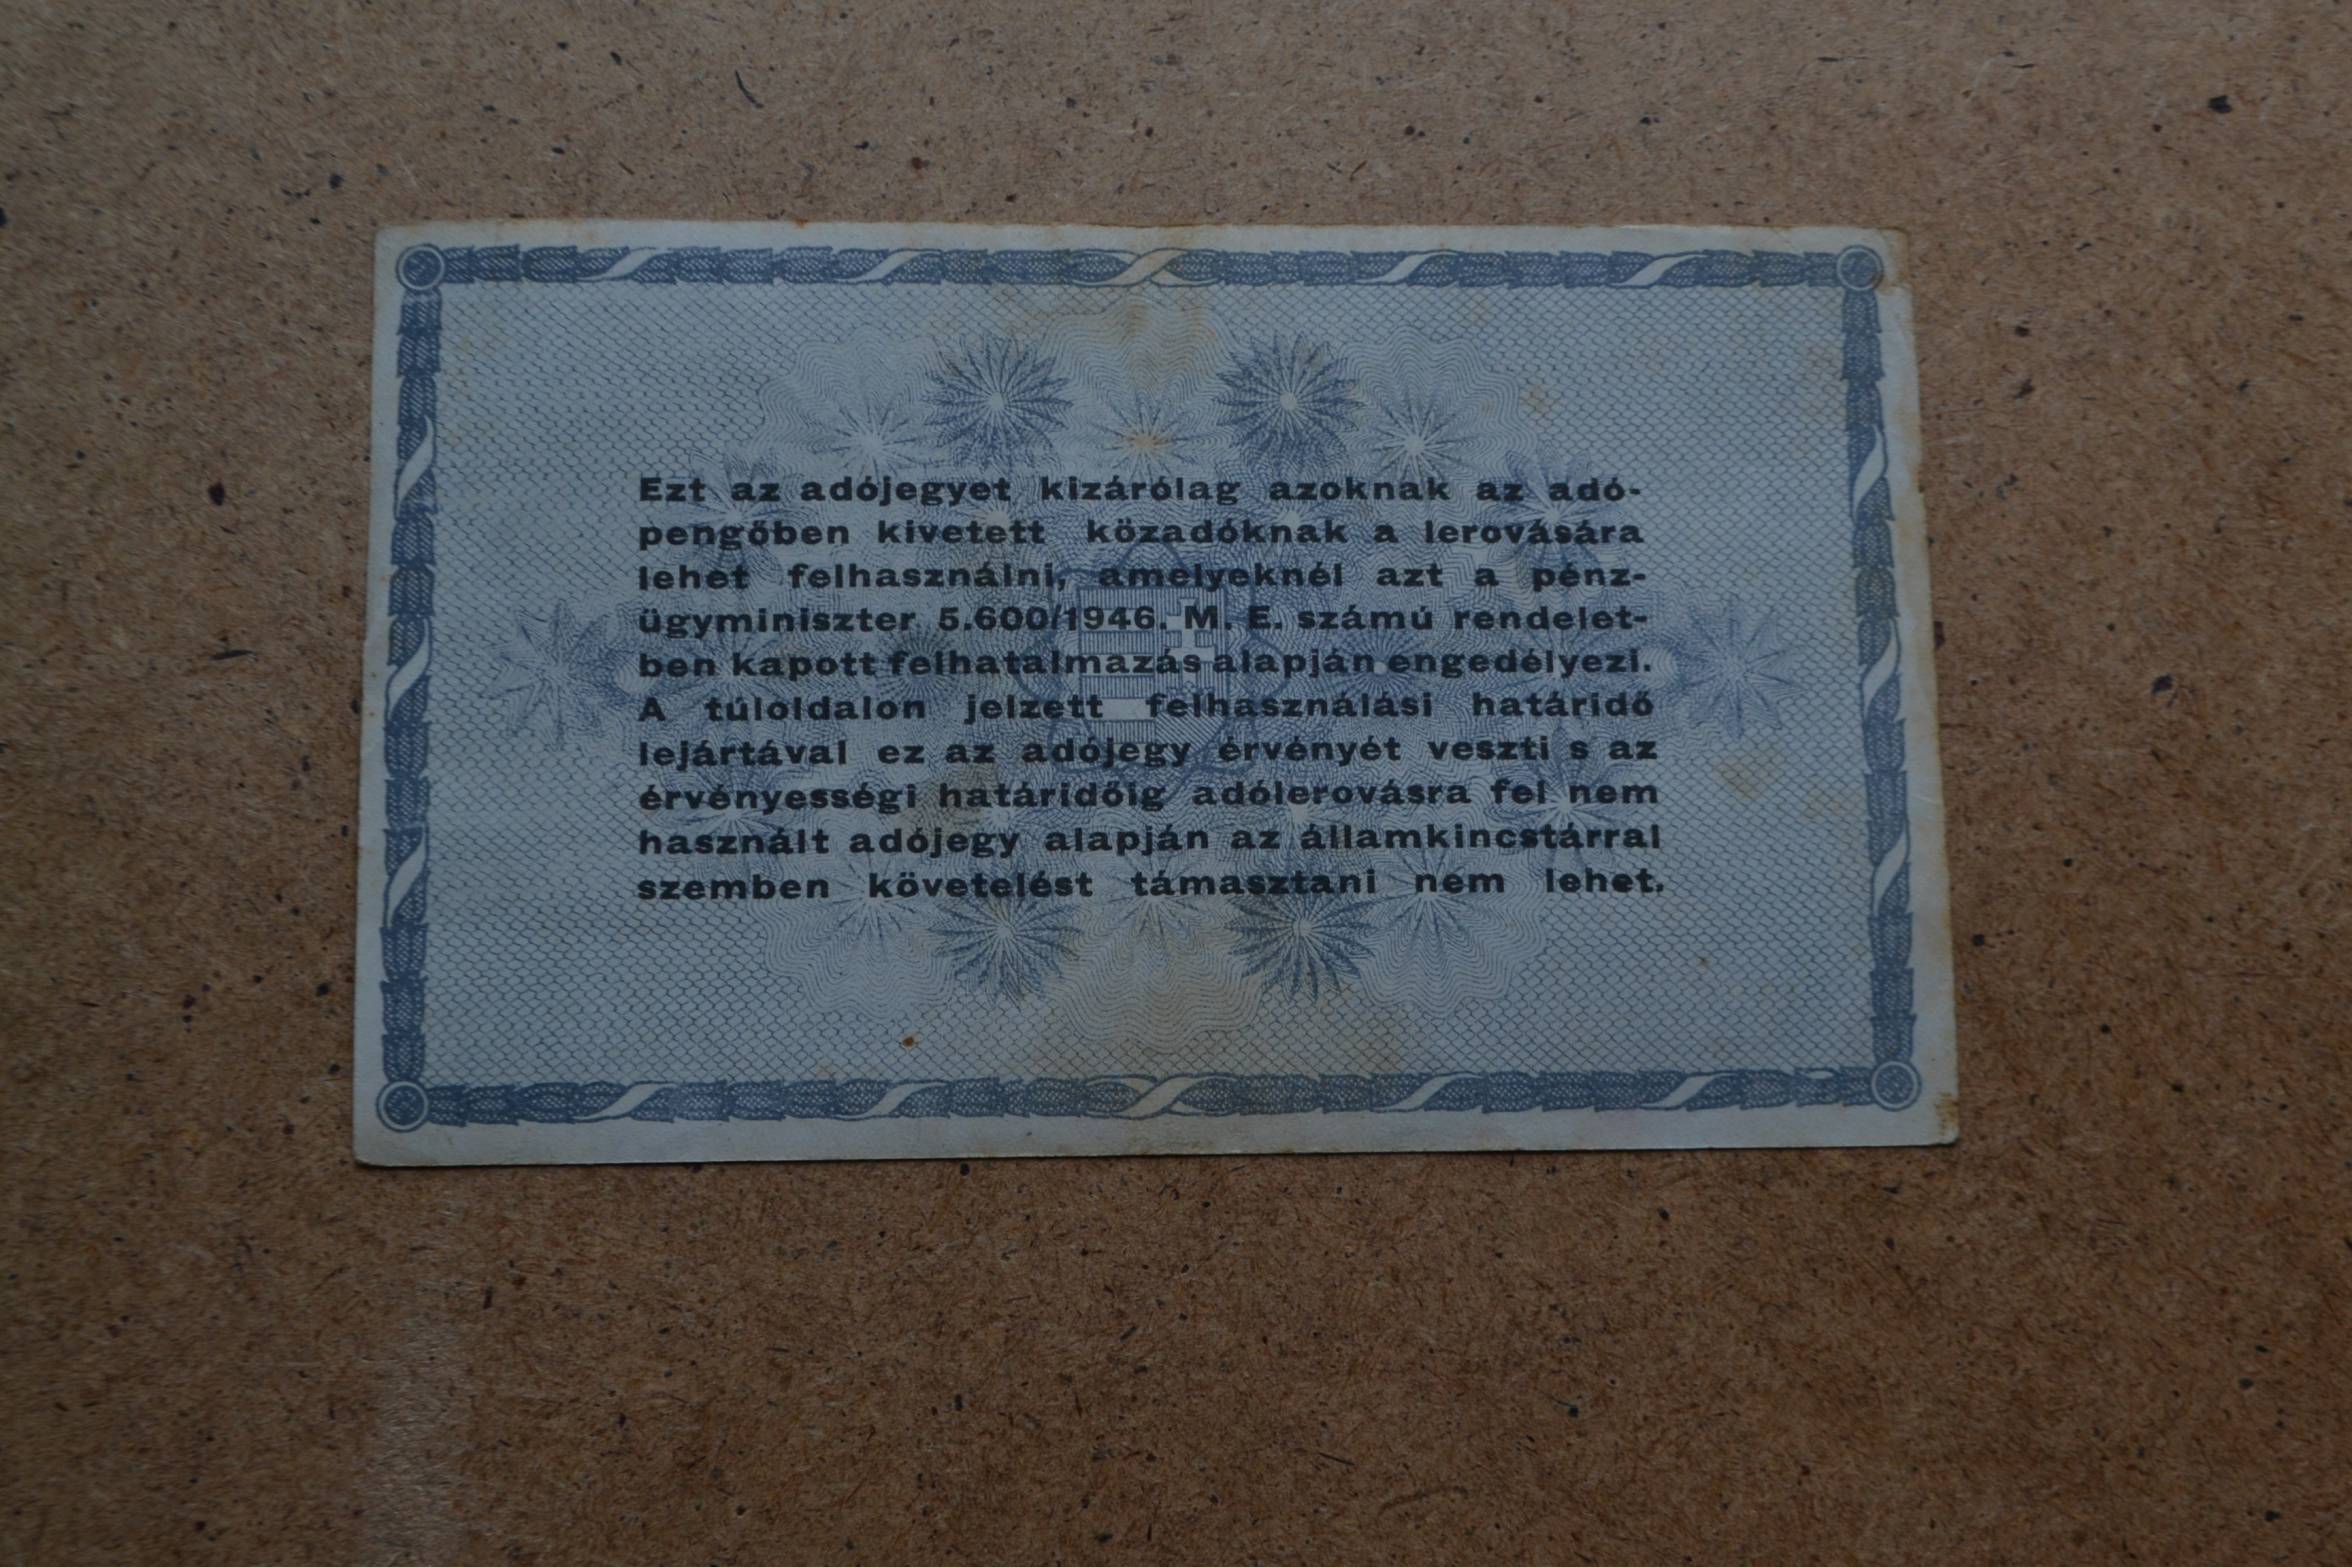 Ezt az adójegyet kizárólag azoknak az adó-
pengőben kivetett közadóknak a lerovására
lehet felhasználni, amelyeknél azt a pénz-
ügyminiszter 5.600/1946. M. E. számú rendelet-
ben kapott felhatalmazás alapján engedélyezi.
A túloldalon jelzett felhasználási határidő
lejártával ez az adójegy érvényét veszti s az
érvényességi határidőig adólerovásra fel nem
használt adójegy alapján az államkincstárral
szemben követelést támasztani nem lehet.